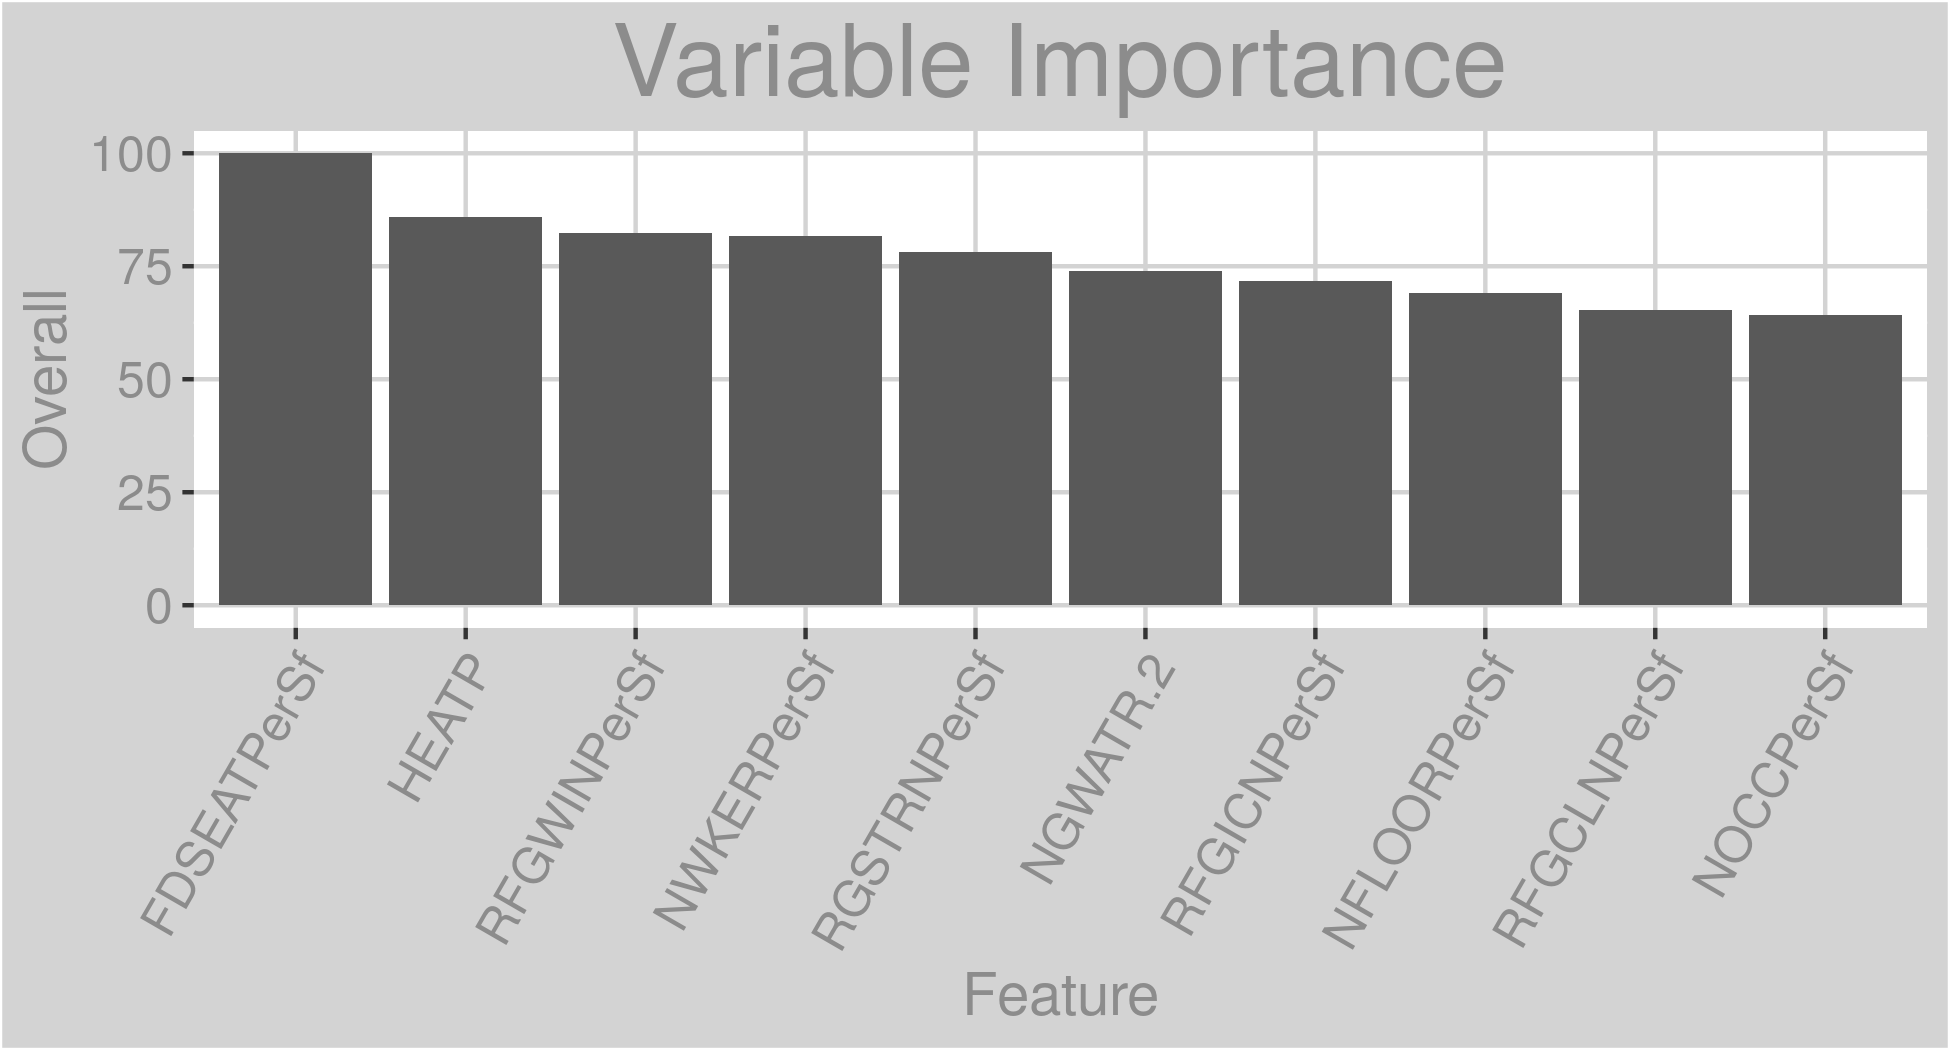 Variable Importance
100
75
50
25
0
Overall
FDSEATPerSf
HEATP
RFGWINPerSf
NWKERPerSf
RGSTRNPerSf
NGWATR.2
RFGICNPerSf
NFLOORPerSf
RFGCLNPerSf
NOCCPerSf
Feature